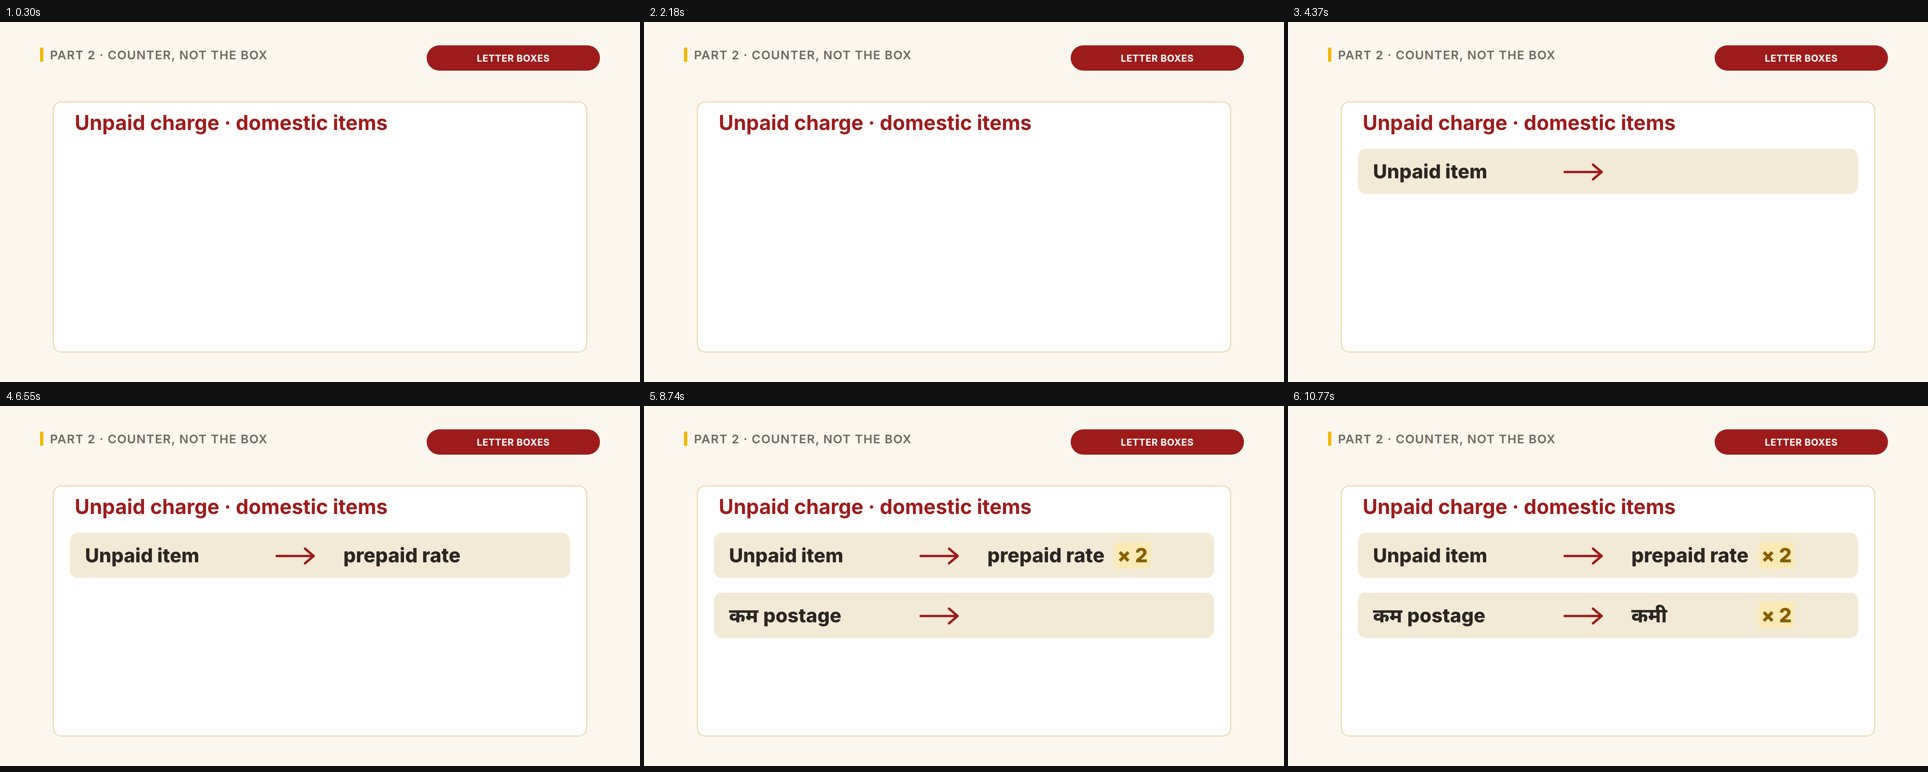 1. 0.30s
PART 2 · COUNTER, NOT THE BOX
LETTER BOXES
Unpaid charge · domestic items
2. 2.18s
PART 2 · COUNTER, NOT THE BOX
LETTER BOXES
Unpaid charge · domestic items
3. 4.37s
PART 2 · COUNTER, NOT THE BOX
LETTER BOXES
Unpaid charge · domestic items
Unpaid item →
4. 6.55s
PART 2 · COUNTER, NOT THE BOX
LETTER BOXES
Unpaid charge · domestic items
Unpaid item → prepaid rate
5. 8.74s
PART 2 · COUNTER, NOT THE BOX
LETTER BOXES
Unpaid charge · domestic items
Unpaid item → prepaid rate × 2
कम postage →
6. 10.77s
PART 2 · COUNTER, NOT THE BOX
LETTER BOXES
Unpaid charge · domestic items
Unpaid item → prepaid rate × 2
कम postage → कमी × 2